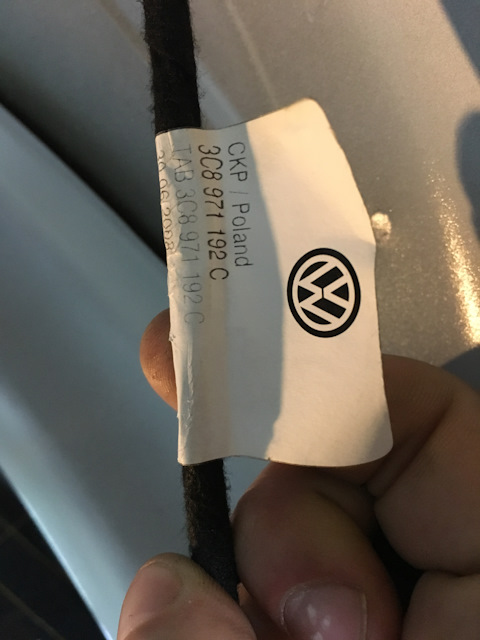 CKP / Poland
3C8 971 192 C
TAB 3C8 971 192 C